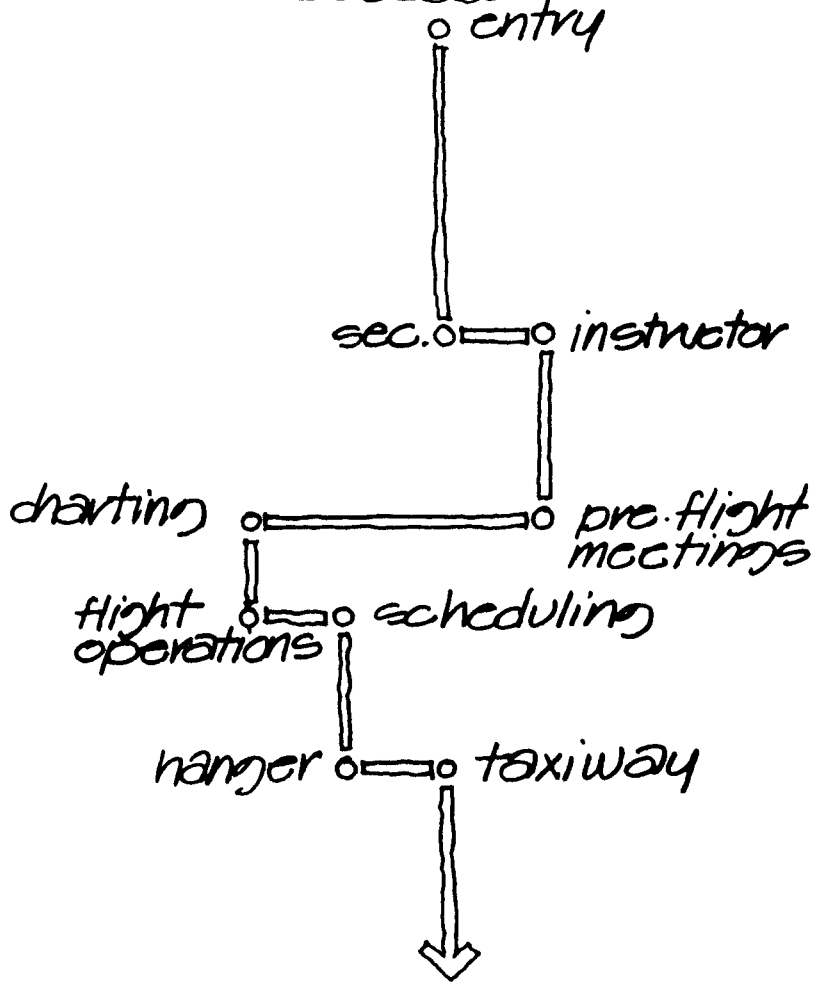 entry
sec.
instructor
charting
pre-flight
meetings
flight
operations
scheduling
hanger
taxiway